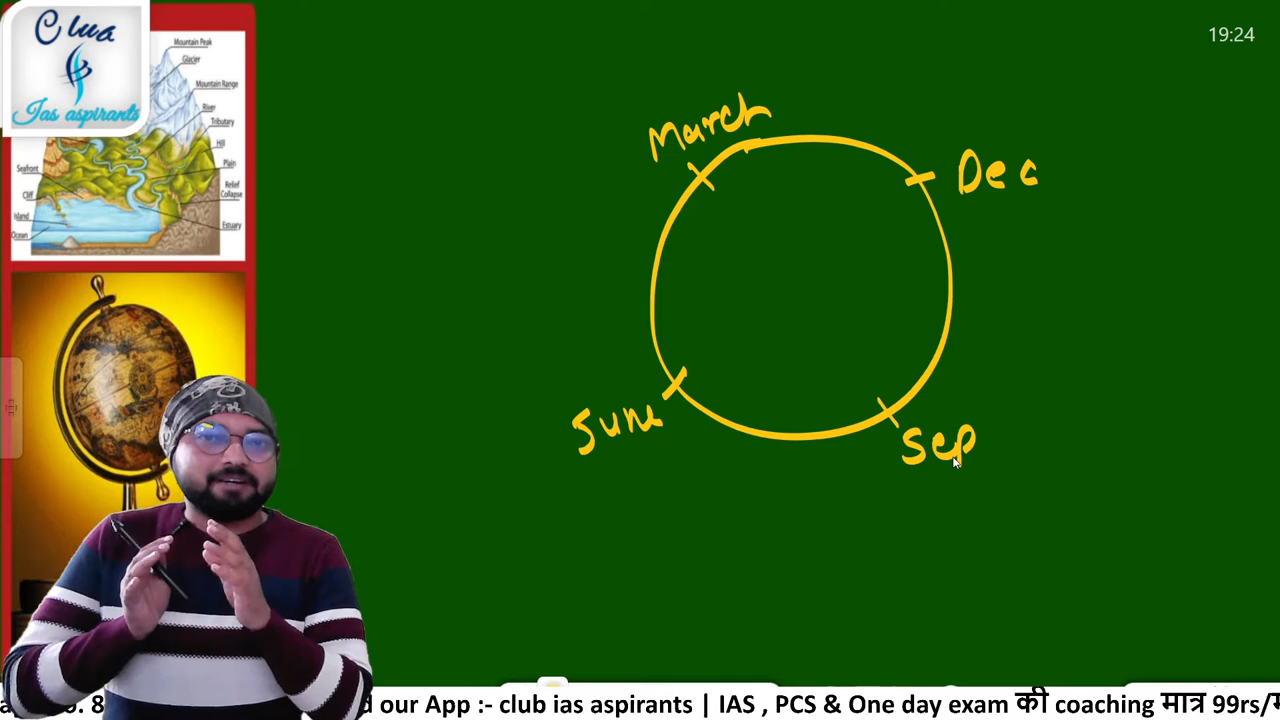 Clua
Ias aspirants
Mountain Peak
Glacier
Mountain Range
River
Tributary
Hill
Seafront
Plain
Cliff
Relief
Collapse
Island
Estuary
Ocean
19:24
March
Dec
June
Sep
d our App :- club ias aspirants | IAS , PCS & One day exam की coaching मात्र 99rs/